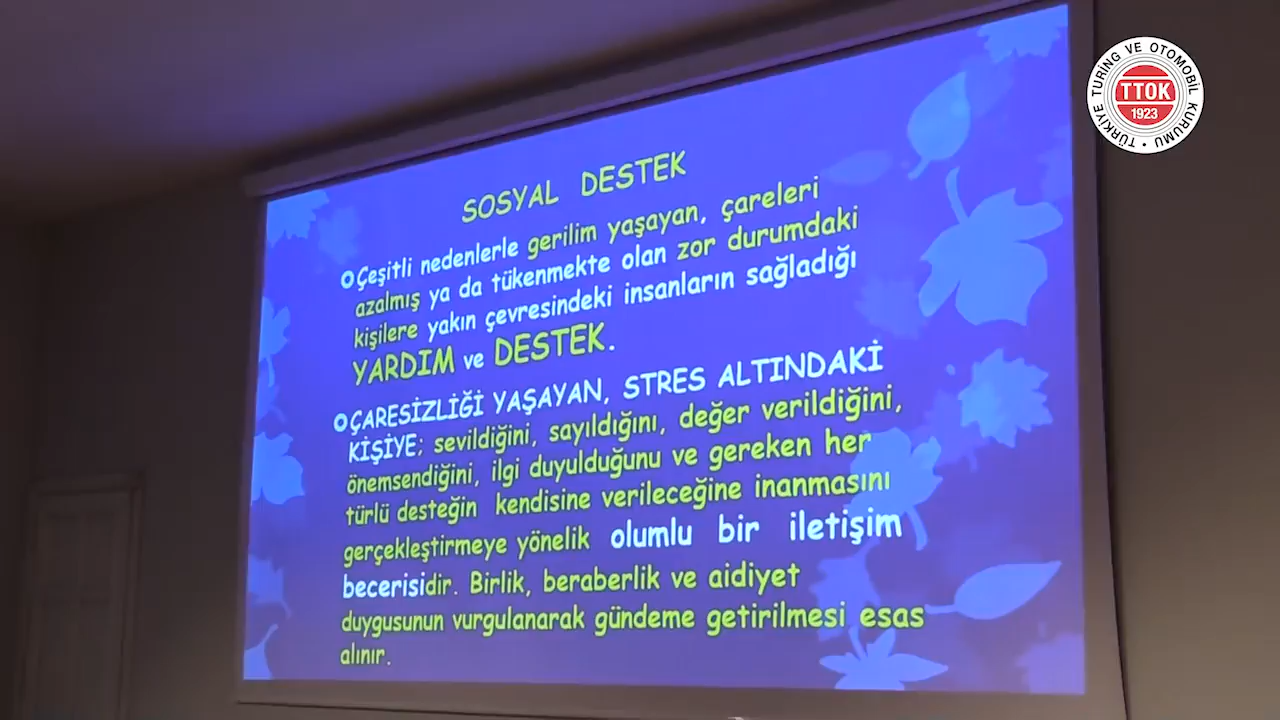 SOSYAL DESTEK
Çeşitli nedenlerle gerilim yaşayan, çareleri
azalmış ya da tükenmekte olan zor durumdaki
kişilere yakın çevresindeki insanların sağladığı
YARDIM ve DESTEK.
ÇARESİZLİĞİ YAŞAYAN, STRES ALTINDAKİ
KİŞİYE; sevildiğini, sayıldığını, değer verildiğini,
önemsendiğini, ilgi duyulduğunu ve gereken her
türlü desteğin kendisine verileceğine inanmasını
gerçekleştirmeye yönelik olumlu bir iletişim
becerisidir. Birlik, beraberlik ve aidiyet
duygusunun vurgulanarak gündeme getirilmesi esas
alınır.
TÜRKİYE TURİNG VE OTOMOBİL KURUMU
TTOK
1923